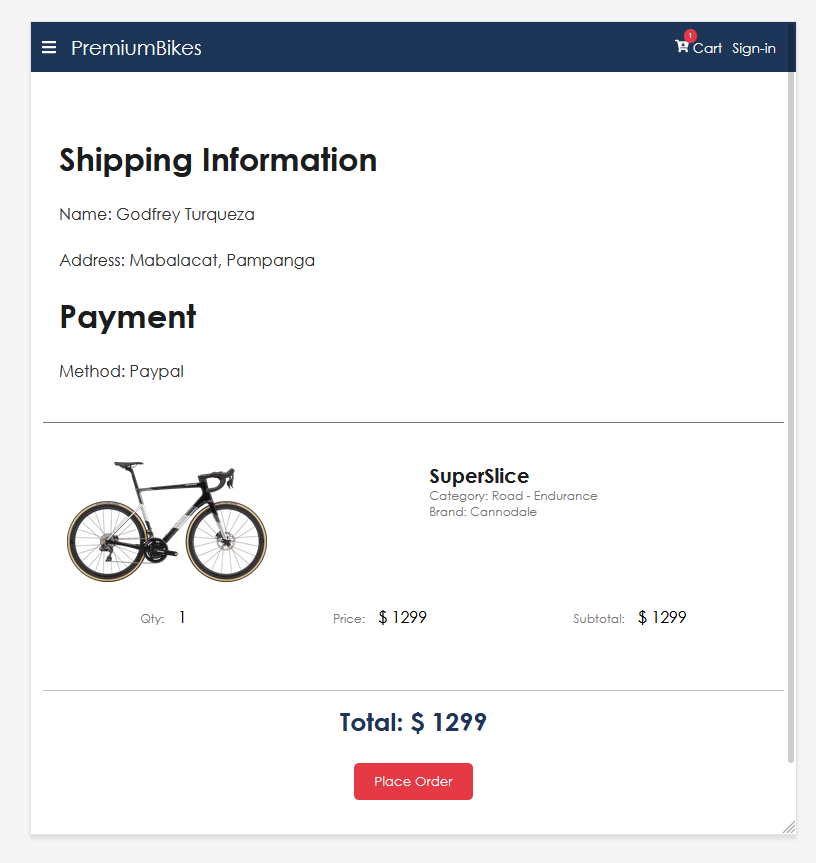 PremiumBikes
1
Cart Sign-in
Shipping Information
Name: Godfrey Turqueza
Address: Mabalacat, Pampanga
Payment
Method: Paypal
SuperSlice
Category: Road - Endurance
Brand: Cannodale
Qty: 1 Price: $ 1299 Subtotal: $ 1299
Total: $ 1299
Place Order